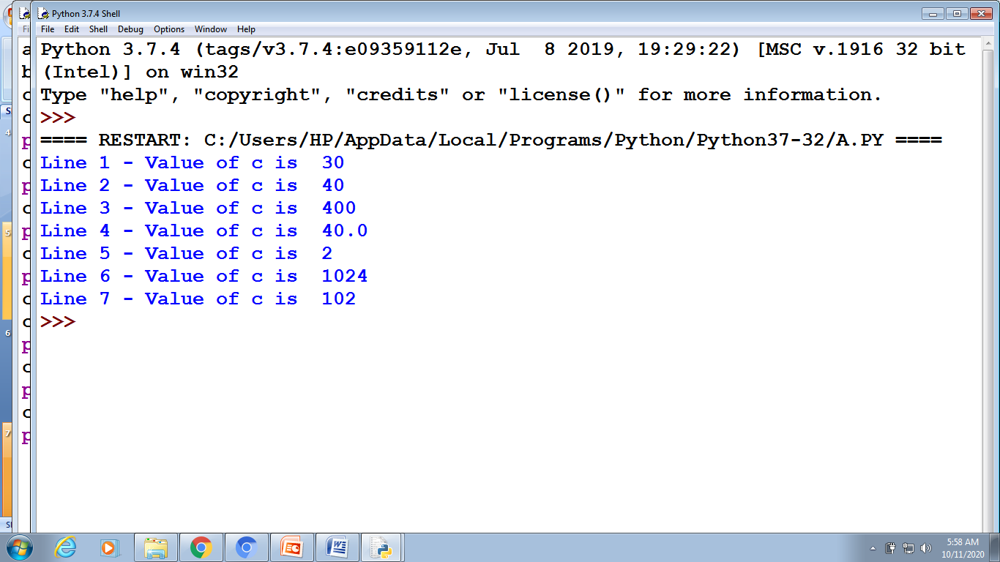 Python 3.7.4 Shell
File Edit Shell Debug Options Window Help
Python 3.7.4 (tags/v3.7.4:e09359112e, Jul  8 2019, 19:29:22) [MSC v.1916 32 bit
(Intel)] on win32
Type "help", "copyright", "credits" or "license()" for more information.
>>>
==== RESTART: C:/Users/HP/AppData/Local/Programs/Python/Python37-32/A.PY ====
Line 1 - Value of c is  30
Line 2 - Value of c is  40
Line 3 - Value of c is  400
Line 4 - Value of c is  40.0
Line 5 - Value of c is  2
Line 6 - Value of c is  1024
Line 7 - Value of c is  102
>>>
4
5
6
7
5:58 AM
10/11/2020